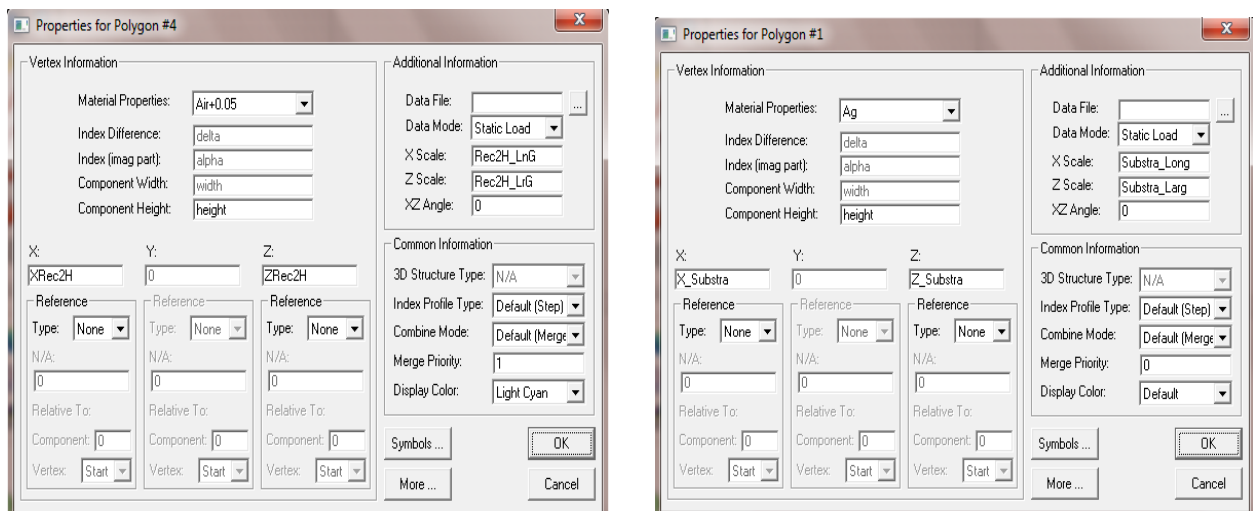 Properties for Polygon #4
X
Vertex Information
Material Properties: Air+0.05
Index Difference: delta
Index (imag part): alpha
Component Width: width
Component Height: height
X: Y: Z:
XRec2H 0 ZRec2H
Reference Reference Reference
Type: None Type: None Type: None
N/A: N/A: N/A:
0 0 0
Relative To: Relative To: Relative To:
Component: 0 Component: 0 Component: 0
Vertex: Start Vertex: Start Vertex: Start
Additional Information
Data File: ...
Data Mode: Static Load
X Scale: Rec2H_LnG
Z Scale: Rec2H_LrG
XZ Angle: 0
Common Information
3D Structure Type: N/A
Index Profile Type: Default (Step)
Combine Mode: Default (Merge
Merge Priority: 1
Display Color: Light Cyan
Symbols ... OK
More ... Cancel
Properties for Polygon #1
X
Vertex Information
Material Properties: Ag
Index Difference: delta
Index (imag part): alpha
Component Width: width
Component Height: height
X: Y: Z:
X_Substra 0 Z_Substra
Reference Reference Reference
Type: None Type: None Type: None
N/A: N/A: N/A:
0 0 0
Relative To: Relative To: Relative To:
Component: 0 Component: 0 Component: 0
Vertex: Start Vertex: Start Vertex: Start
Additional Information
Data File: ...
Data Mode: Static Load
X Scale: Substra_Long
Z Scale: Substra_Larg
XZ Angle: 0
Common Information
3D Structure Type: N/A
Index Profile Type: Default (Step)
Combine Mode: Default (Merge
Merge Priority: 0
Display Color: Default
Symbols ... OK
More ... Cancel